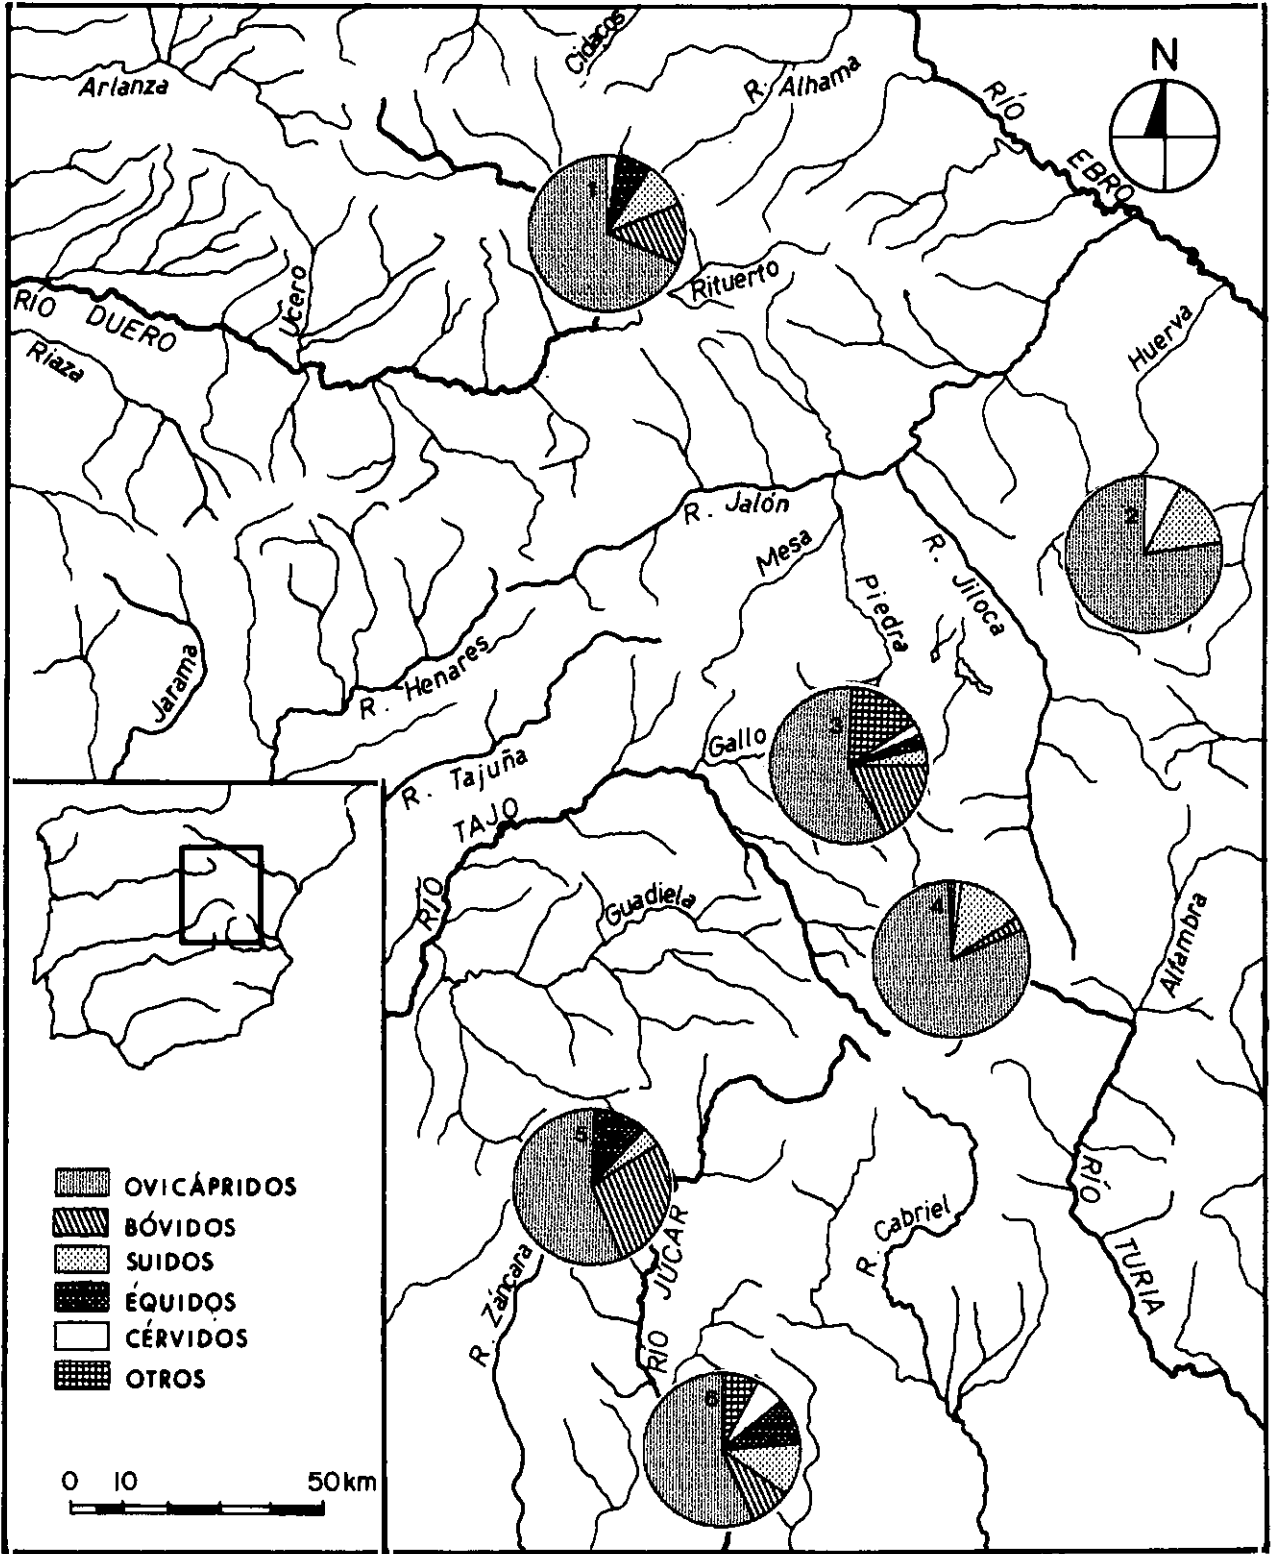 Cidacos
Arlanza
R. Alhama
N
RÍO
EBRO
1
Ucero
Rituerto
RÍO DUERO
Riaza
Huerva
R. Jalón
2
Mesa
R. Jiloca
Piedra
Jarama
R. Henares
3
Gallo
R. Tajuña
RÍO TAJO
Guadiela
4
Alfambra
5
R. Cabriel
RÍO TURIA
R. Záncara
RÍO JÚCAR
6
OVICÁPRIDOS
BÓVIDOS
SUIDOS
ÉQUIDOS
CÉRVIDOS
OTROS
0 10 50 km